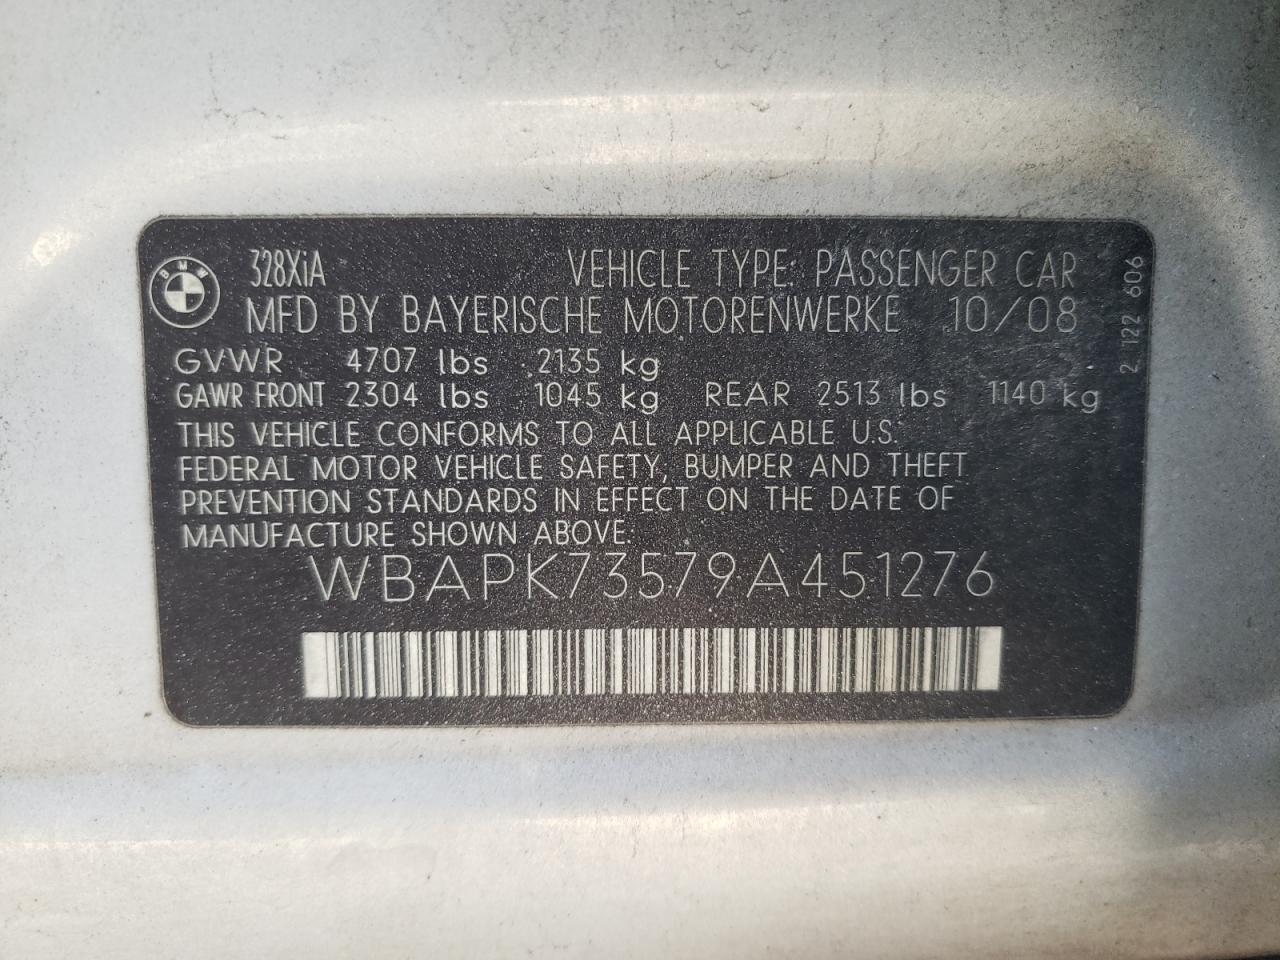 BMW
328XiA VEHICLE TYPE: PASSENGER CAR
MFD BY BAYERISCHE MOTORENWERKE 10/08
GVWR 4707 lbs 2135 kg
GAWR FRONT 2304 lbs 1045 kg REAR 2513 lbs 1140 kg
THIS VEHICLE CONFORMS TO ALL APPLICABLE U.S.
FEDERAL MOTOR VEHICLE SAFETY, BUMPER AND THEFT
PREVENTION STANDARDS IN EFFECT ON THE DATE OF
MANUFACTURE SHOWN ABOVE.
WBAPK73579A451276
2 122 606